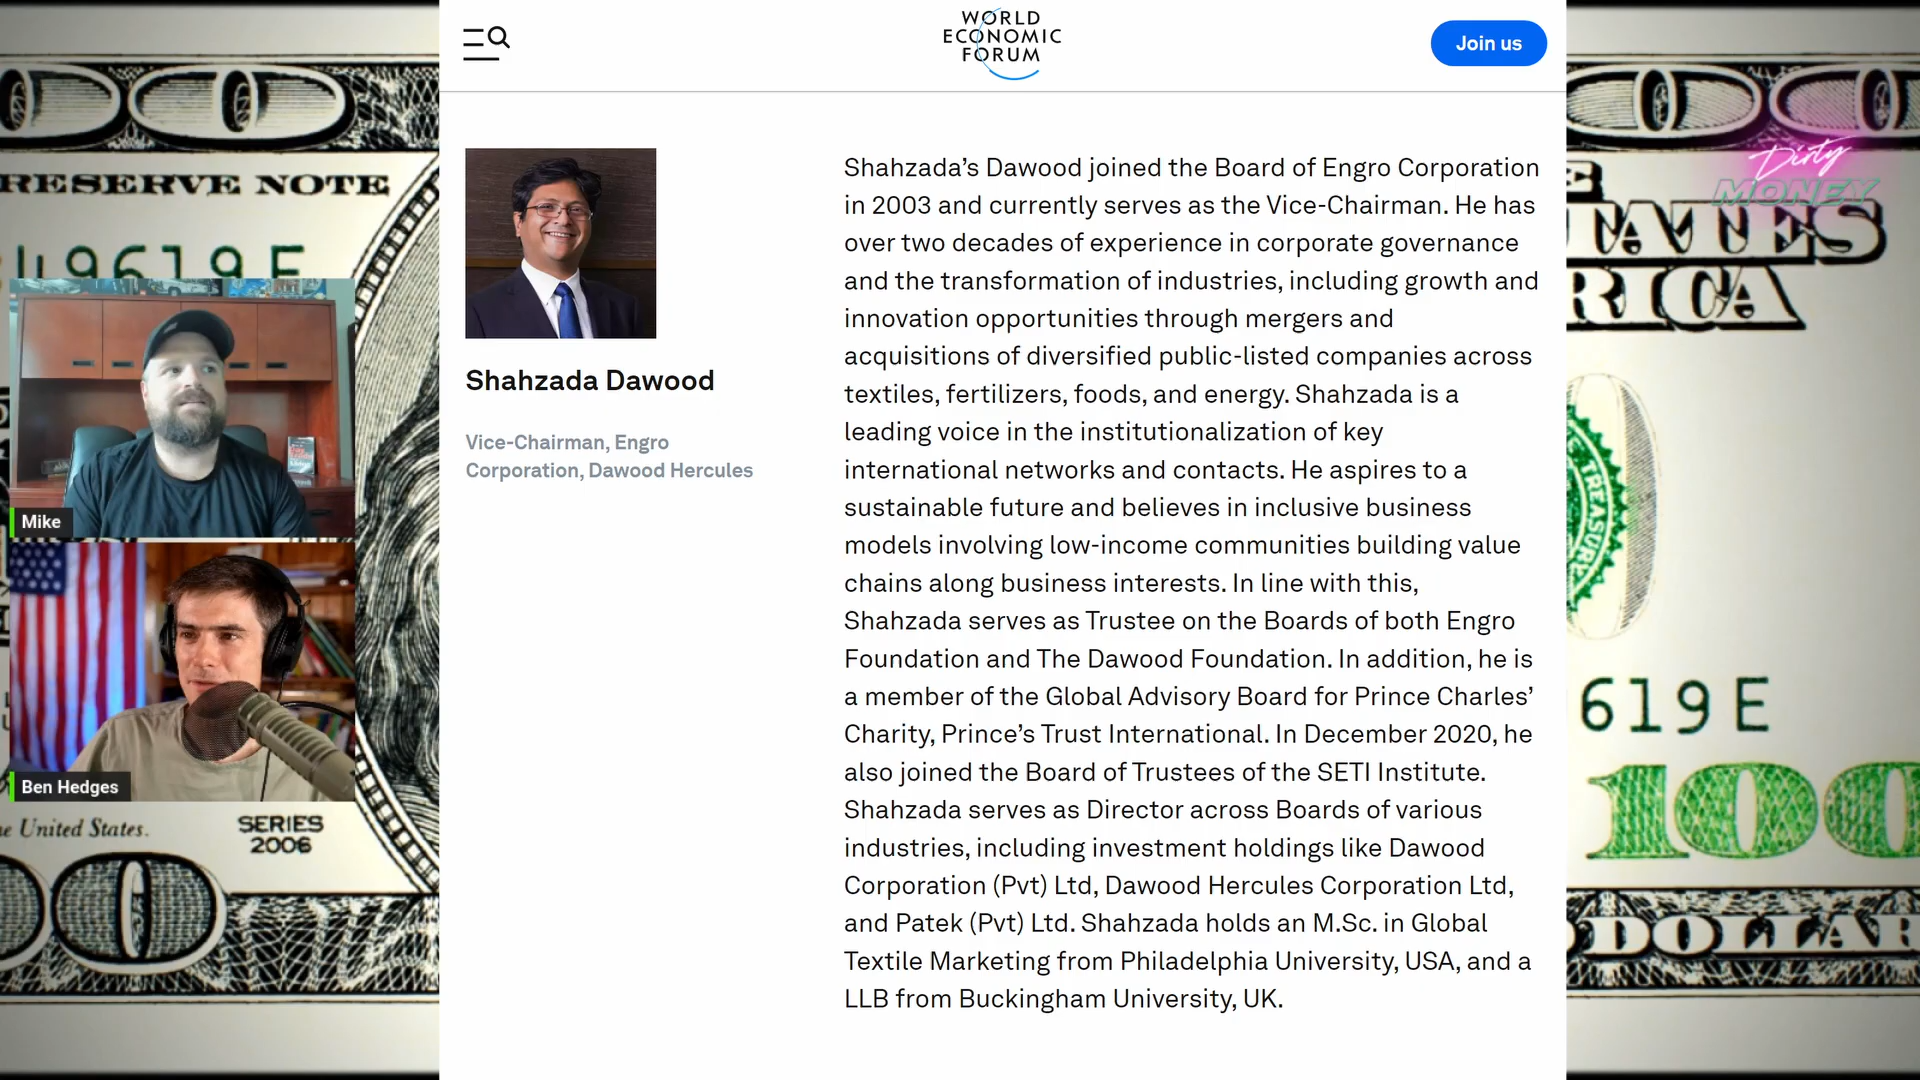 WORLD
ECONOMIC
FORUM
Join us
RESERVE NOTE
Dirty
MONEY
TATES
RICA
49619E
Shahzada Dawood
Vice-Chairman, Engro
Corporation, Dawood Hercules
Shahzada’s Dawood joined the Board of Engro Corporation
in 2003 and currently serves as the Vice-Chairman. He has
over two decades of experience in corporate governance
and the transformation of industries, including growth and
innovation opportunities through mergers and
acquisitions of diversified public-listed companies across
textiles, fertilizers, foods, and energy. Shahzada is a
leading voice in the institutionalization of key
international networks and contacts. He aspires to a
sustainable future and believes in inclusive business
models involving low-income communities building value
chains along business interests. In line with this,
Shahzada serves as Trustee on the Boards of both Engro
Foundation and The Dawood Foundation. In addition, he is
a member of the Global Advisory Board for Prince Charles’
Charity, Prince’s Trust International. In December 2020, he
also joined the Board of Trustees of the SETI Institute.
Shahzada serves as Director across Boards of various
industries, including investment holdings like Dawood
Corporation (Pvt) Ltd, Dawood Hercules Corporation Ltd,
and Patek (Pvt) Ltd. Shahzada holds an M.Sc. in Global
Textile Marketing from Philadelphia University, USA, and a
LLB from Buckingham University, UK.
Mike
Ben Hedges
TREASURY
619E
100
he United States.
SERIES
2006
DOLLAR